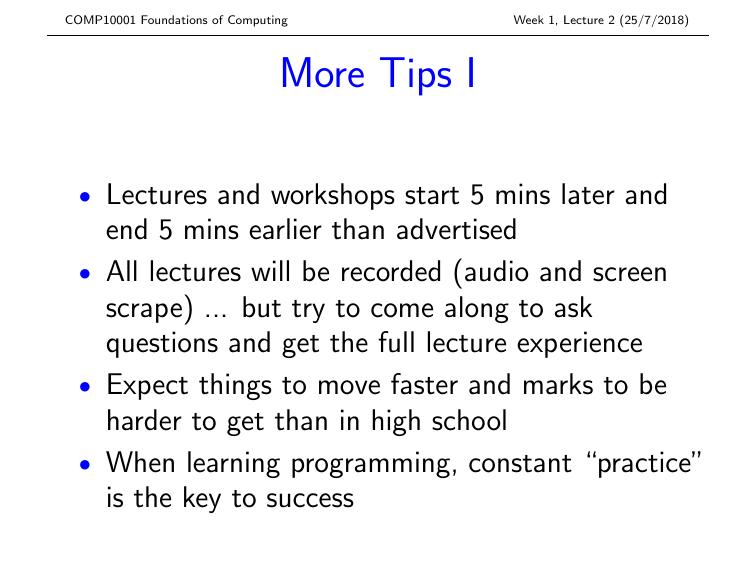 COMP10001 Foundations of Computing Week 1, Lecture 2 (25/7/2018)
More Tips I
• Lectures and workshops start 5 mins later and
end 5 mins earlier than advertised
• All lectures will be recorded (audio and screen
scrape) ... but try to come along to ask
questions and get the full lecture experience
• Expect things to move faster and marks to be
harder to get than in high school
• When learning programming, constant “practice”
is the key to success